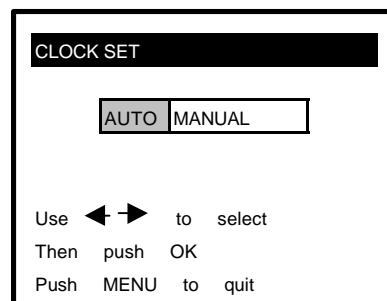 CLOCK SET
AUTO MANUAL
Use ◄ ► to select
Then push OK
Push MENU to quit